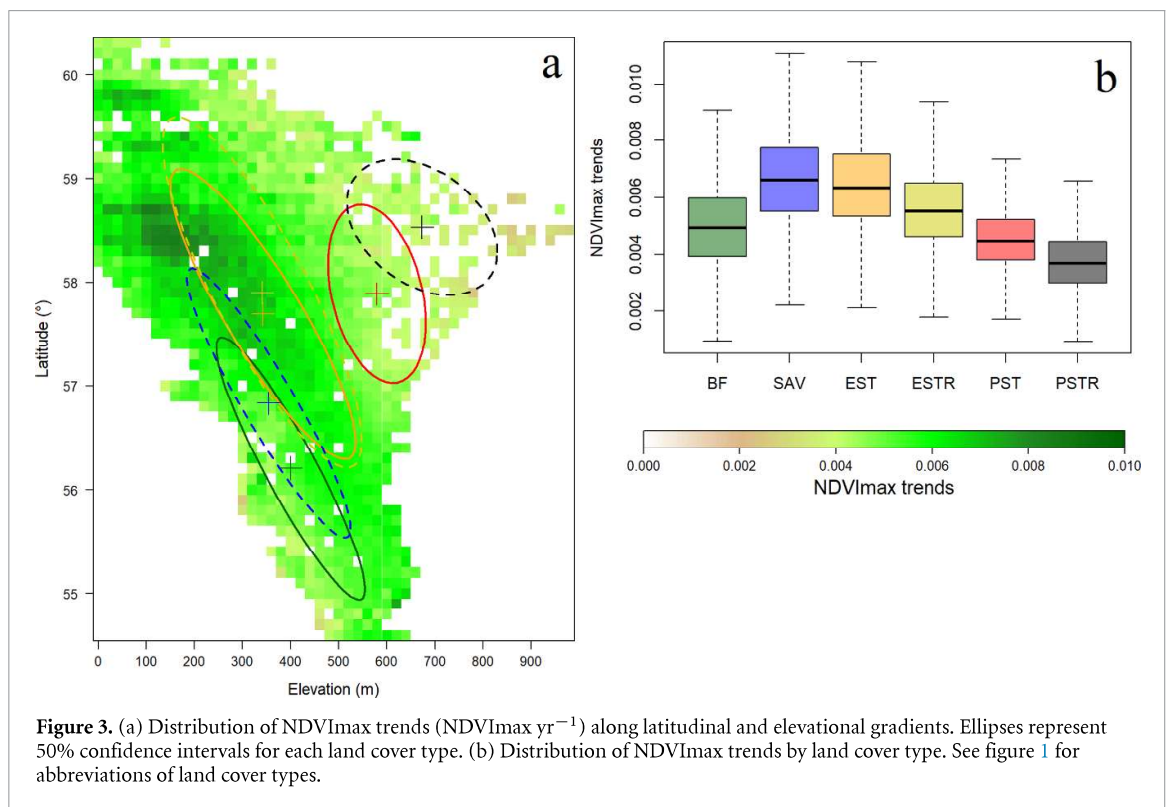 a
60
59
58
57
56
55
Latitude (°)
0 100 200 300 400 500 600 700 800 900
Elevation (m)
b
0.010
0.008
0.006
0.004
0.002
NDVImax trends
BF SAV EST ESTR PST PSTR
0.000 0.002 0.004 0.006 0.008 0.010
NDVImax trends
Figure 3. (a) Distribution of NDVImax trends (NDVImax yr−1) along latitudinal and elevational gradients. Ellipses represent
50% confidence intervals for each land cover type. (b) Distribution of NDVImax trends by land cover type. See figure 1 for
abbreviations of land cover types.